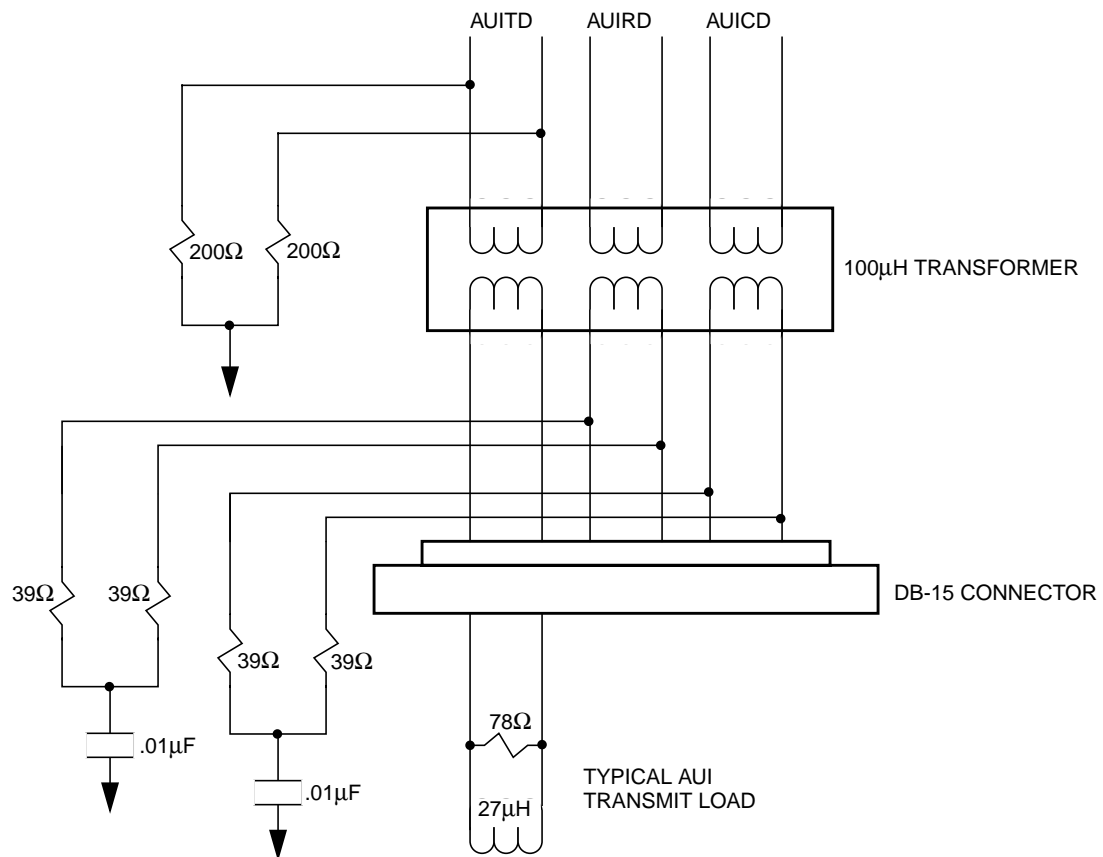 AUITD
AUIRD
AUICD
200Ω
200Ω
100μH TRANSFORMER
39Ω
39Ω
39Ω
39Ω
DB-15 CONNECTOR
.01μF
.01μF
78Ω
TYPICAL AUI
TRANSMIT LOAD
27μH